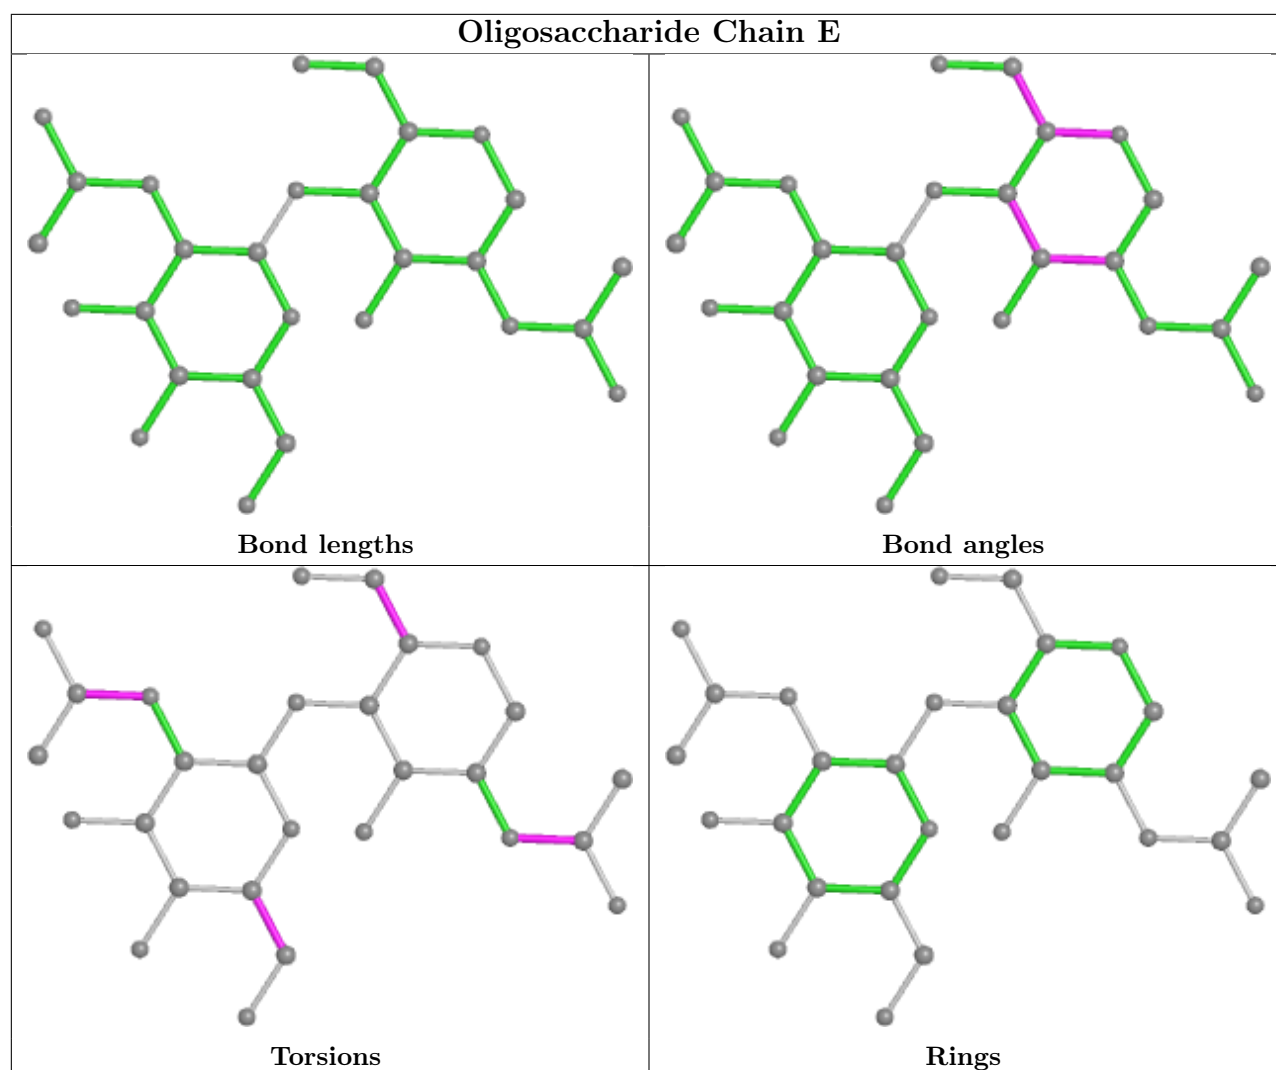 Oligosaccharide Chain E
Bond lengths
Bond angles
Torsions
Rings